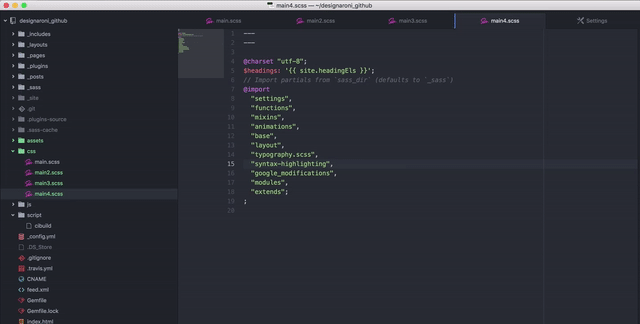 main4.scss — ~/designaroni_github
designaroni_github
_includes
_layouts
_pages
_plugins
_posts
_sass
_site
.git
.plugins-source
.sass-cache
assets
css
main.scss
main2.scss
main3.scss
main4.scss
js
script
cibuild
_config.yml
.DS_Store
.gitignore
.travis.yml
CNAME
feed.xml
Gemfile
Gemfile.lock
index.html
main.scss main2.scss main3.scss main4.scss Settings
1 ---
2 ---
3
4 @charset "utf-8";
5 $headings: '{{ site.headingEls }}';
6 // Import partials from `sass_dir` (defaults to `_sass`)
7 @import
8 "settings",
9 "functions",
10 "mixins",
11 "animations",
12 "base",
13 "layout",
14 "typography.scss",
15 "syntax-highlighting",
16 "google_modifications",
17 "modules",
18 "extends";
19 ;
20